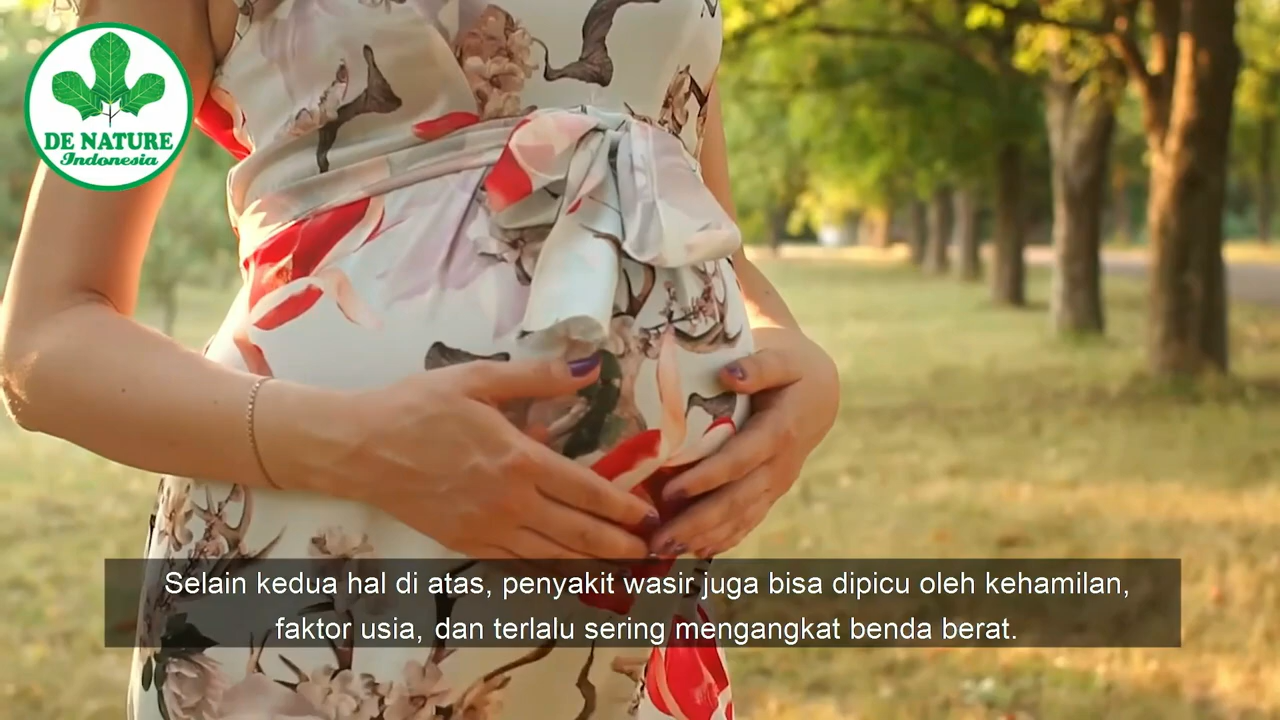 DE NATURE
Indonesia
Selain kedua hal di atas, penyakit wasir juga bisa dipicu oleh kehamilan,
faktor usia, dan terlalu sering mengangkat benda berat.